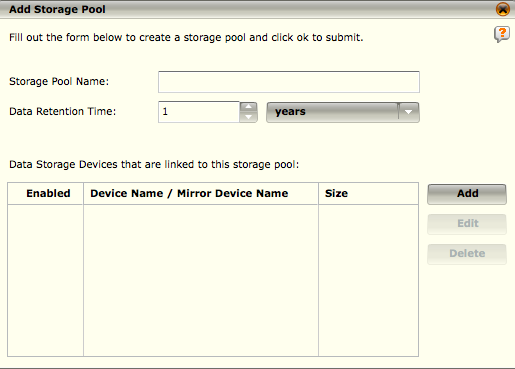 Add Storage Pool
Fill out the form below to create a storage pool and click ok to submit.
?
Storage Pool Name:
Data Retention Time: 1 years
Data Storage Devices that are linked to this storage pool:
Enabled Device Name / Mirror Device Name Size Add
Edit
Delete